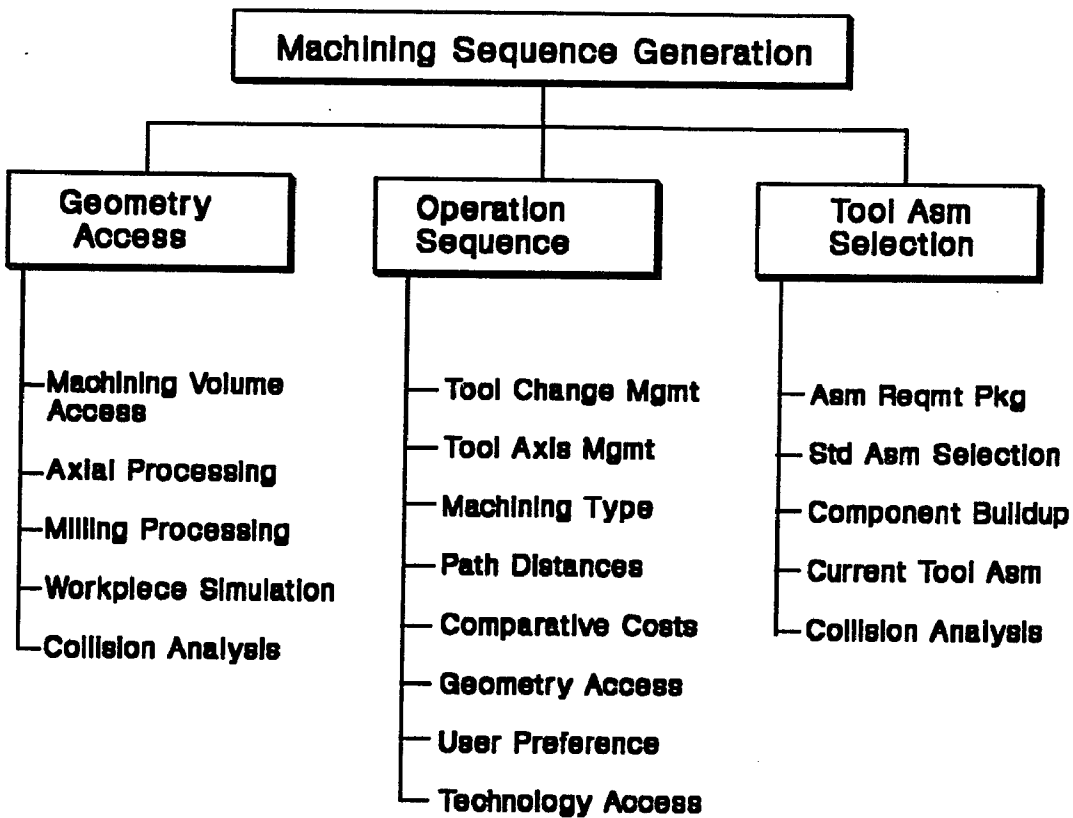 Machining Sequence Generation
Geometry
Access
Machining Volume
Access
Axial Processing
Milling Processing
Workpiece Simulation
Collision Analysis
Operation
Sequence
Tool Change Mgmt
Tool Axis Mgmt
Machining Type
Path Distances
Comparative Costs
Geometry Access
User Preference
Technology Access
Tool Asm
Selection
Asm Reqmt Pkg
Std Asm Selection
Component Buildup
Current Tool Asm
Collision Analysis